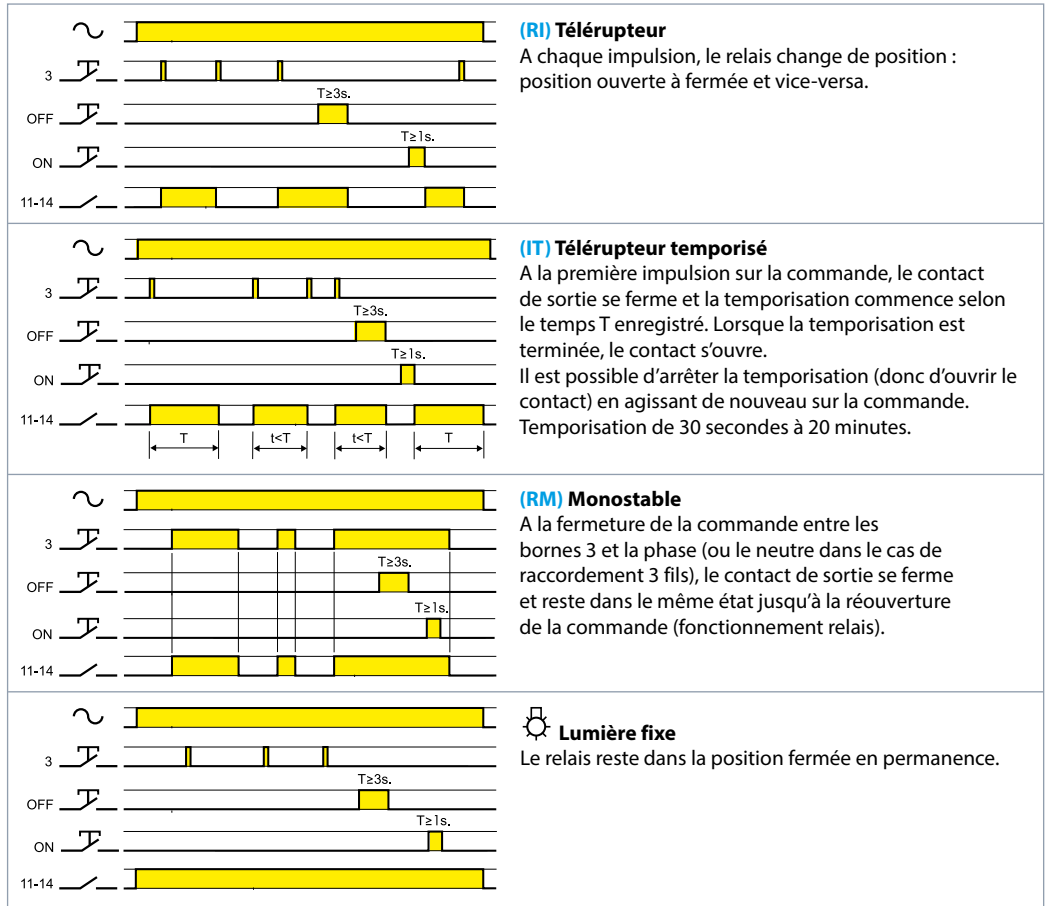 (RI) Télérupteur
A chaque impulsion, le relais change de position :
position ouverte à fermée et vice-versa.
3
T≥3s.
OFF
T≥1s.
ON
11-14
(IT) Télérupteur temporisé
A la première impulsion sur la commande, le contact
de sortie se ferme et la temporisation commence selon
le temps T enregistré. Lorsque la temporisation est
terminée, le contact s'ouvre.
Il est possible d'arrêter la temporisation (donc d'ouvrir le
contact) en agissant de nouveau sur la commande.
Temporisation de 30 secondes à 20 minutes.
3
T≥3s.
OFF
T≥1s.
ON
11-14
T t<T t<T T
(RM) Monostable
A la fermeture de la commande entre les
bornes 3 et la phase (ou le neutre dans le cas de
raccordement 3 fils), le contact de sortie se ferme
et reste dans le même état jusqu'à la réouverture
de la commande (fonctionnement relais).
3
T≥3s.
OFF
T≥1s.
ON
11-14
Lumière fixe
Le relais reste dans la position fermée en permanence.
3
T≥3s.
OFF
T≥1s.
ON
11-14